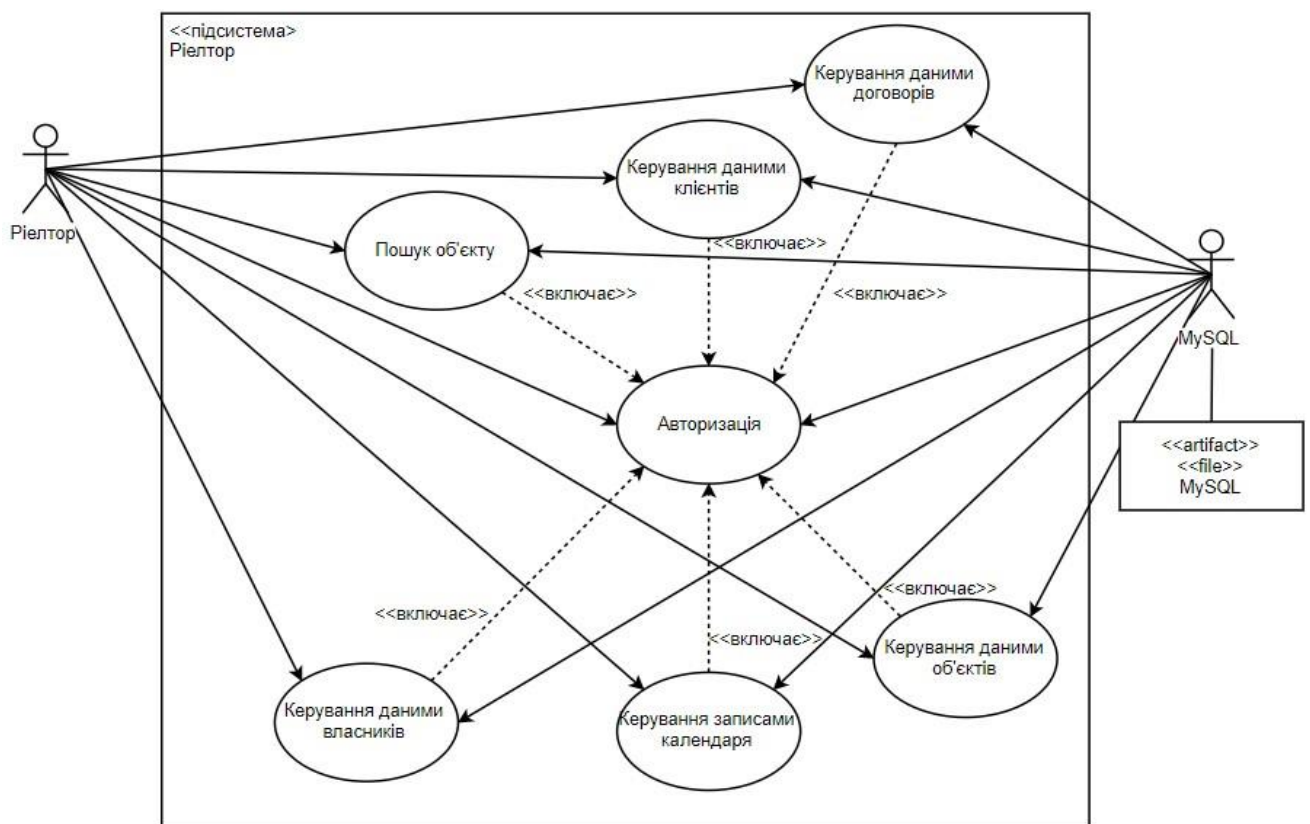 <<підсистема>
Ріелтор
Керування даними
договорів
Керування даними
клієнтів
Ріелтор
Пошук об'єкту
<<включає>>
<<включає>>
<<включає>>
MySQL
Авторизація
<<artifact>>
<<file>>
MySQL
<<включає>>
<<включає>>
<<включає>>
Керування даними
об'єктів
Керування даними
власників
Керування записами
календаря